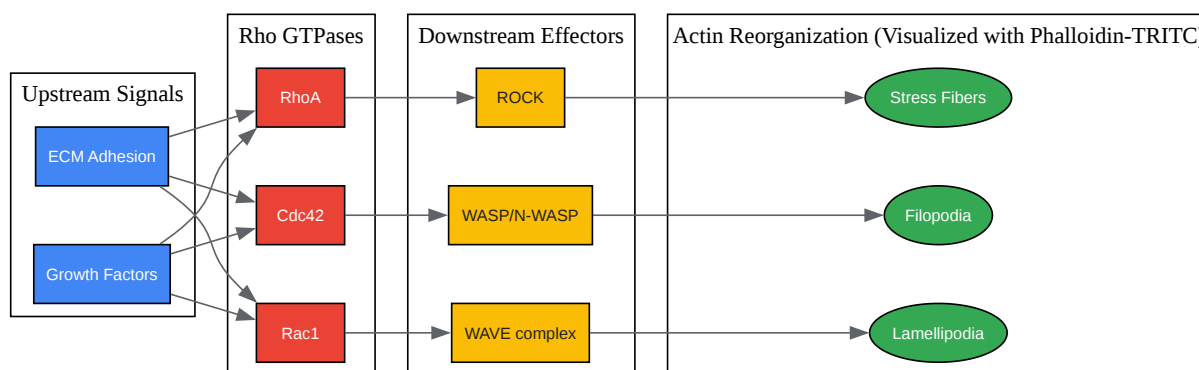 Upstream Signals
ECM Adhesion
Growth Factors
Rho GTPases
RhoA
Cdc42
Rac1
Downstream Effectors
ROCK
WASP/N-WASP
WAVE complex
Actin Reorganization (Visualized with Phalloidin-TRITC)
Stress Fibers
Filopodia
Lamellipodia